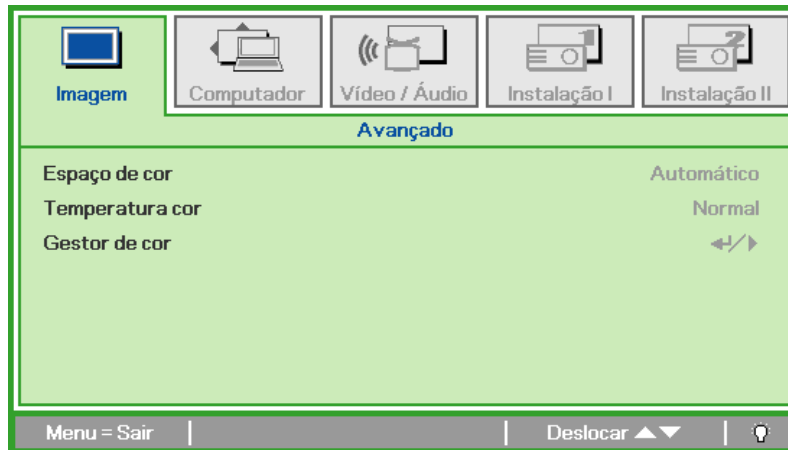 Imagem Computador Vídeo / Áudio Instalação I Instalação II
Avançado
Espaço de cor Automático
Temperatura cor Normal
Gestor de cor
Menu = Sair Deslocar